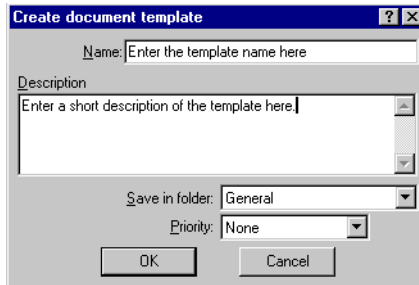 Create document template
Name: Enter the template name here
Description
Enter a short description of the template here.
Save in folder: General
Priority: None
OK Cancel